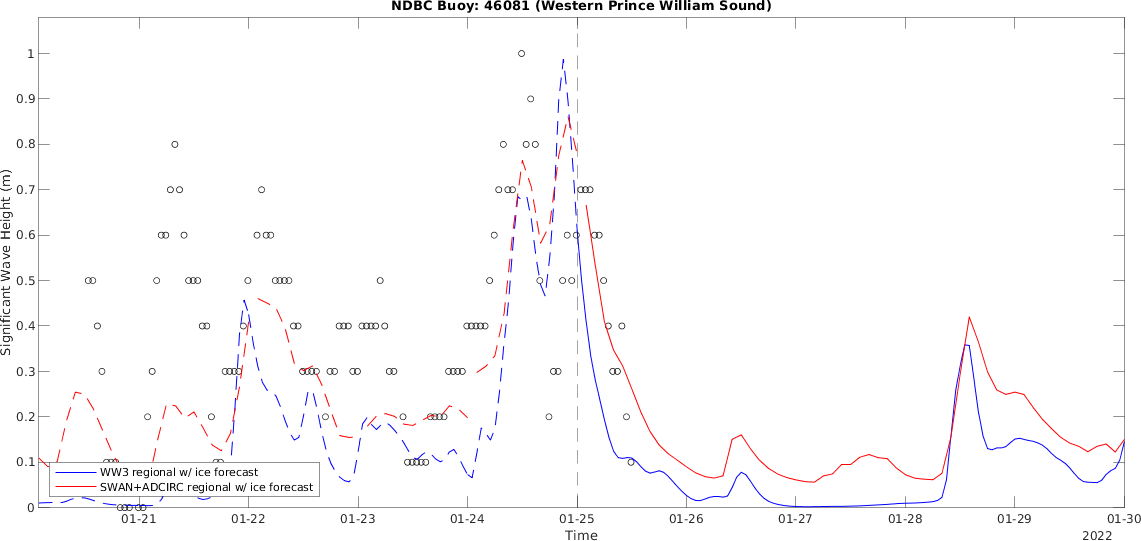 NDBC Buoy: 46081 (Western Prince William Sound)
Significant Wave Height (m)
1
0.9
0.8
0.7
0.6
0.5
0.4
0.3
0.2
0.1
0
WW3 regional w/ ice forecast
SWAN+ADCIRC regional w/ ice forecast
01-21 01-22 01-23 01-24 01-25 01-26 01-27 01-28 01-29 01-30
Time
2022